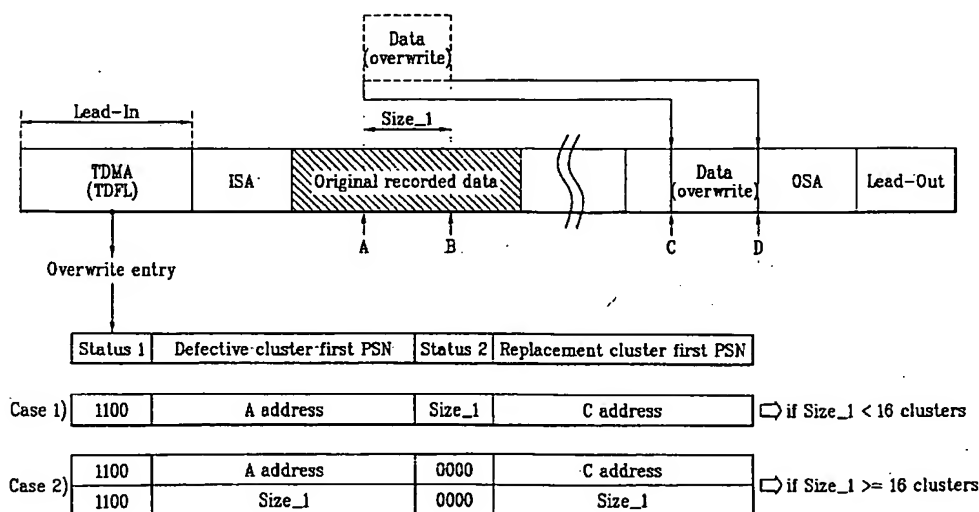 Data
(overwrite)
Lead-In
Size_1
TDMA
(TDFL)
ISA
Original recorded data
Data
(overwrite)
OSA
Lead-Out
A
B
C
D
Overwrite entry
Status 1
Defective cluster first PSN
Status 2
Replacement cluster first PSN
Case 1)
1100
A address
Size_1
C address
if Size_1 < 16 clusters
Case 2)
1100
A address
0000
C address
1100
Size_1
0000
Size_1
if Size_1 >= 16 clusters